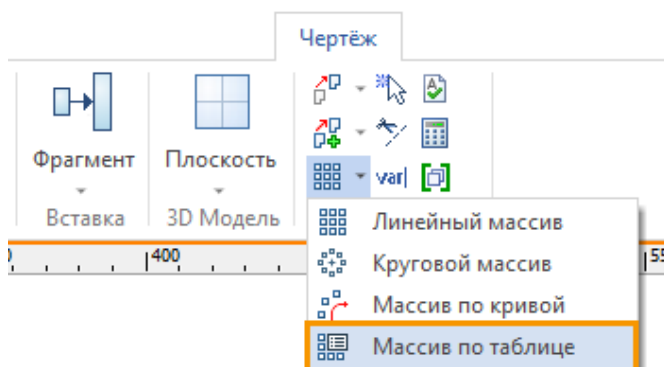 Чертёж
Фрагмент
Плоскость
var
Вставка
3D Модель
400
Линейный массив
Круговой массив
Массив по кривой
Массив по таблице